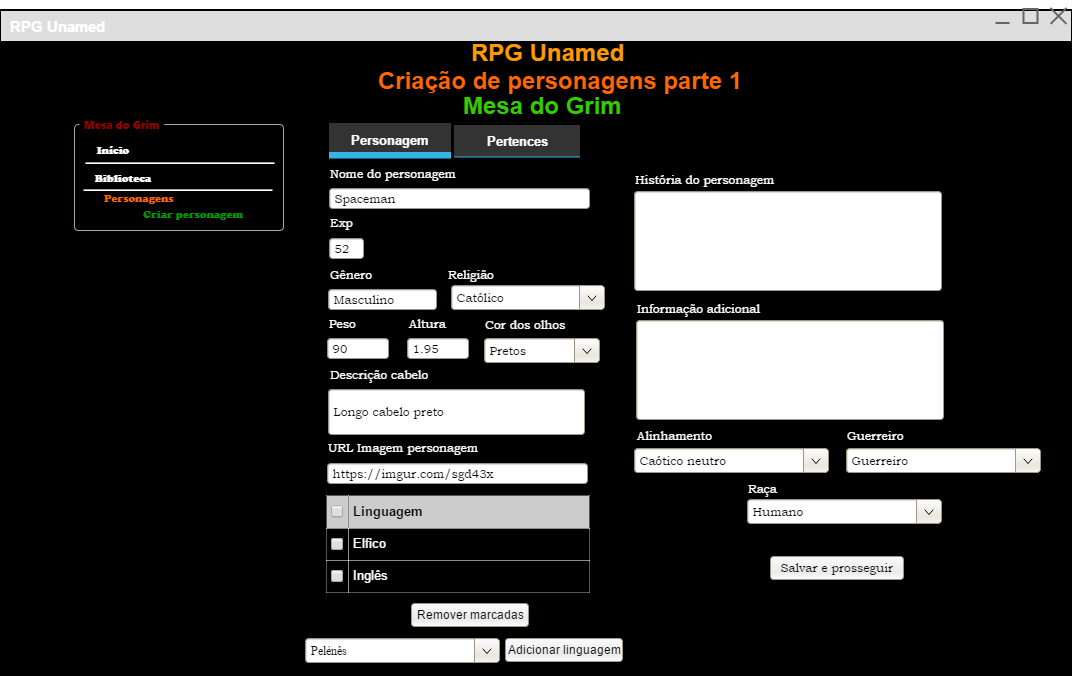 RPG Unamed
RPG Unamed
Criação de personagens parte 1
Mesa do Grim
Mesa do Grim
Início
Biblioteca
Personagens
Criar personagem
Personagem Pertences
Nome do personagem
Spaceman
Exp
52
Gênero Religião
Masculino Católico
Peso Altura Cor dos olhos
90 1.95 Pretos
Descrição cabelo
Longo cabelo preto
URL Imagem personagem
https://imgur.com/sgd43x
Linguagem
Elfico
Inglês
Remover marcadas
Pelénês Adicionar linguagem
História do personagem
Informação adicional
Alinhamento Guerreiro
Caótico neutro Guerreiro
Raça
Humano
Salvar e prosseguir